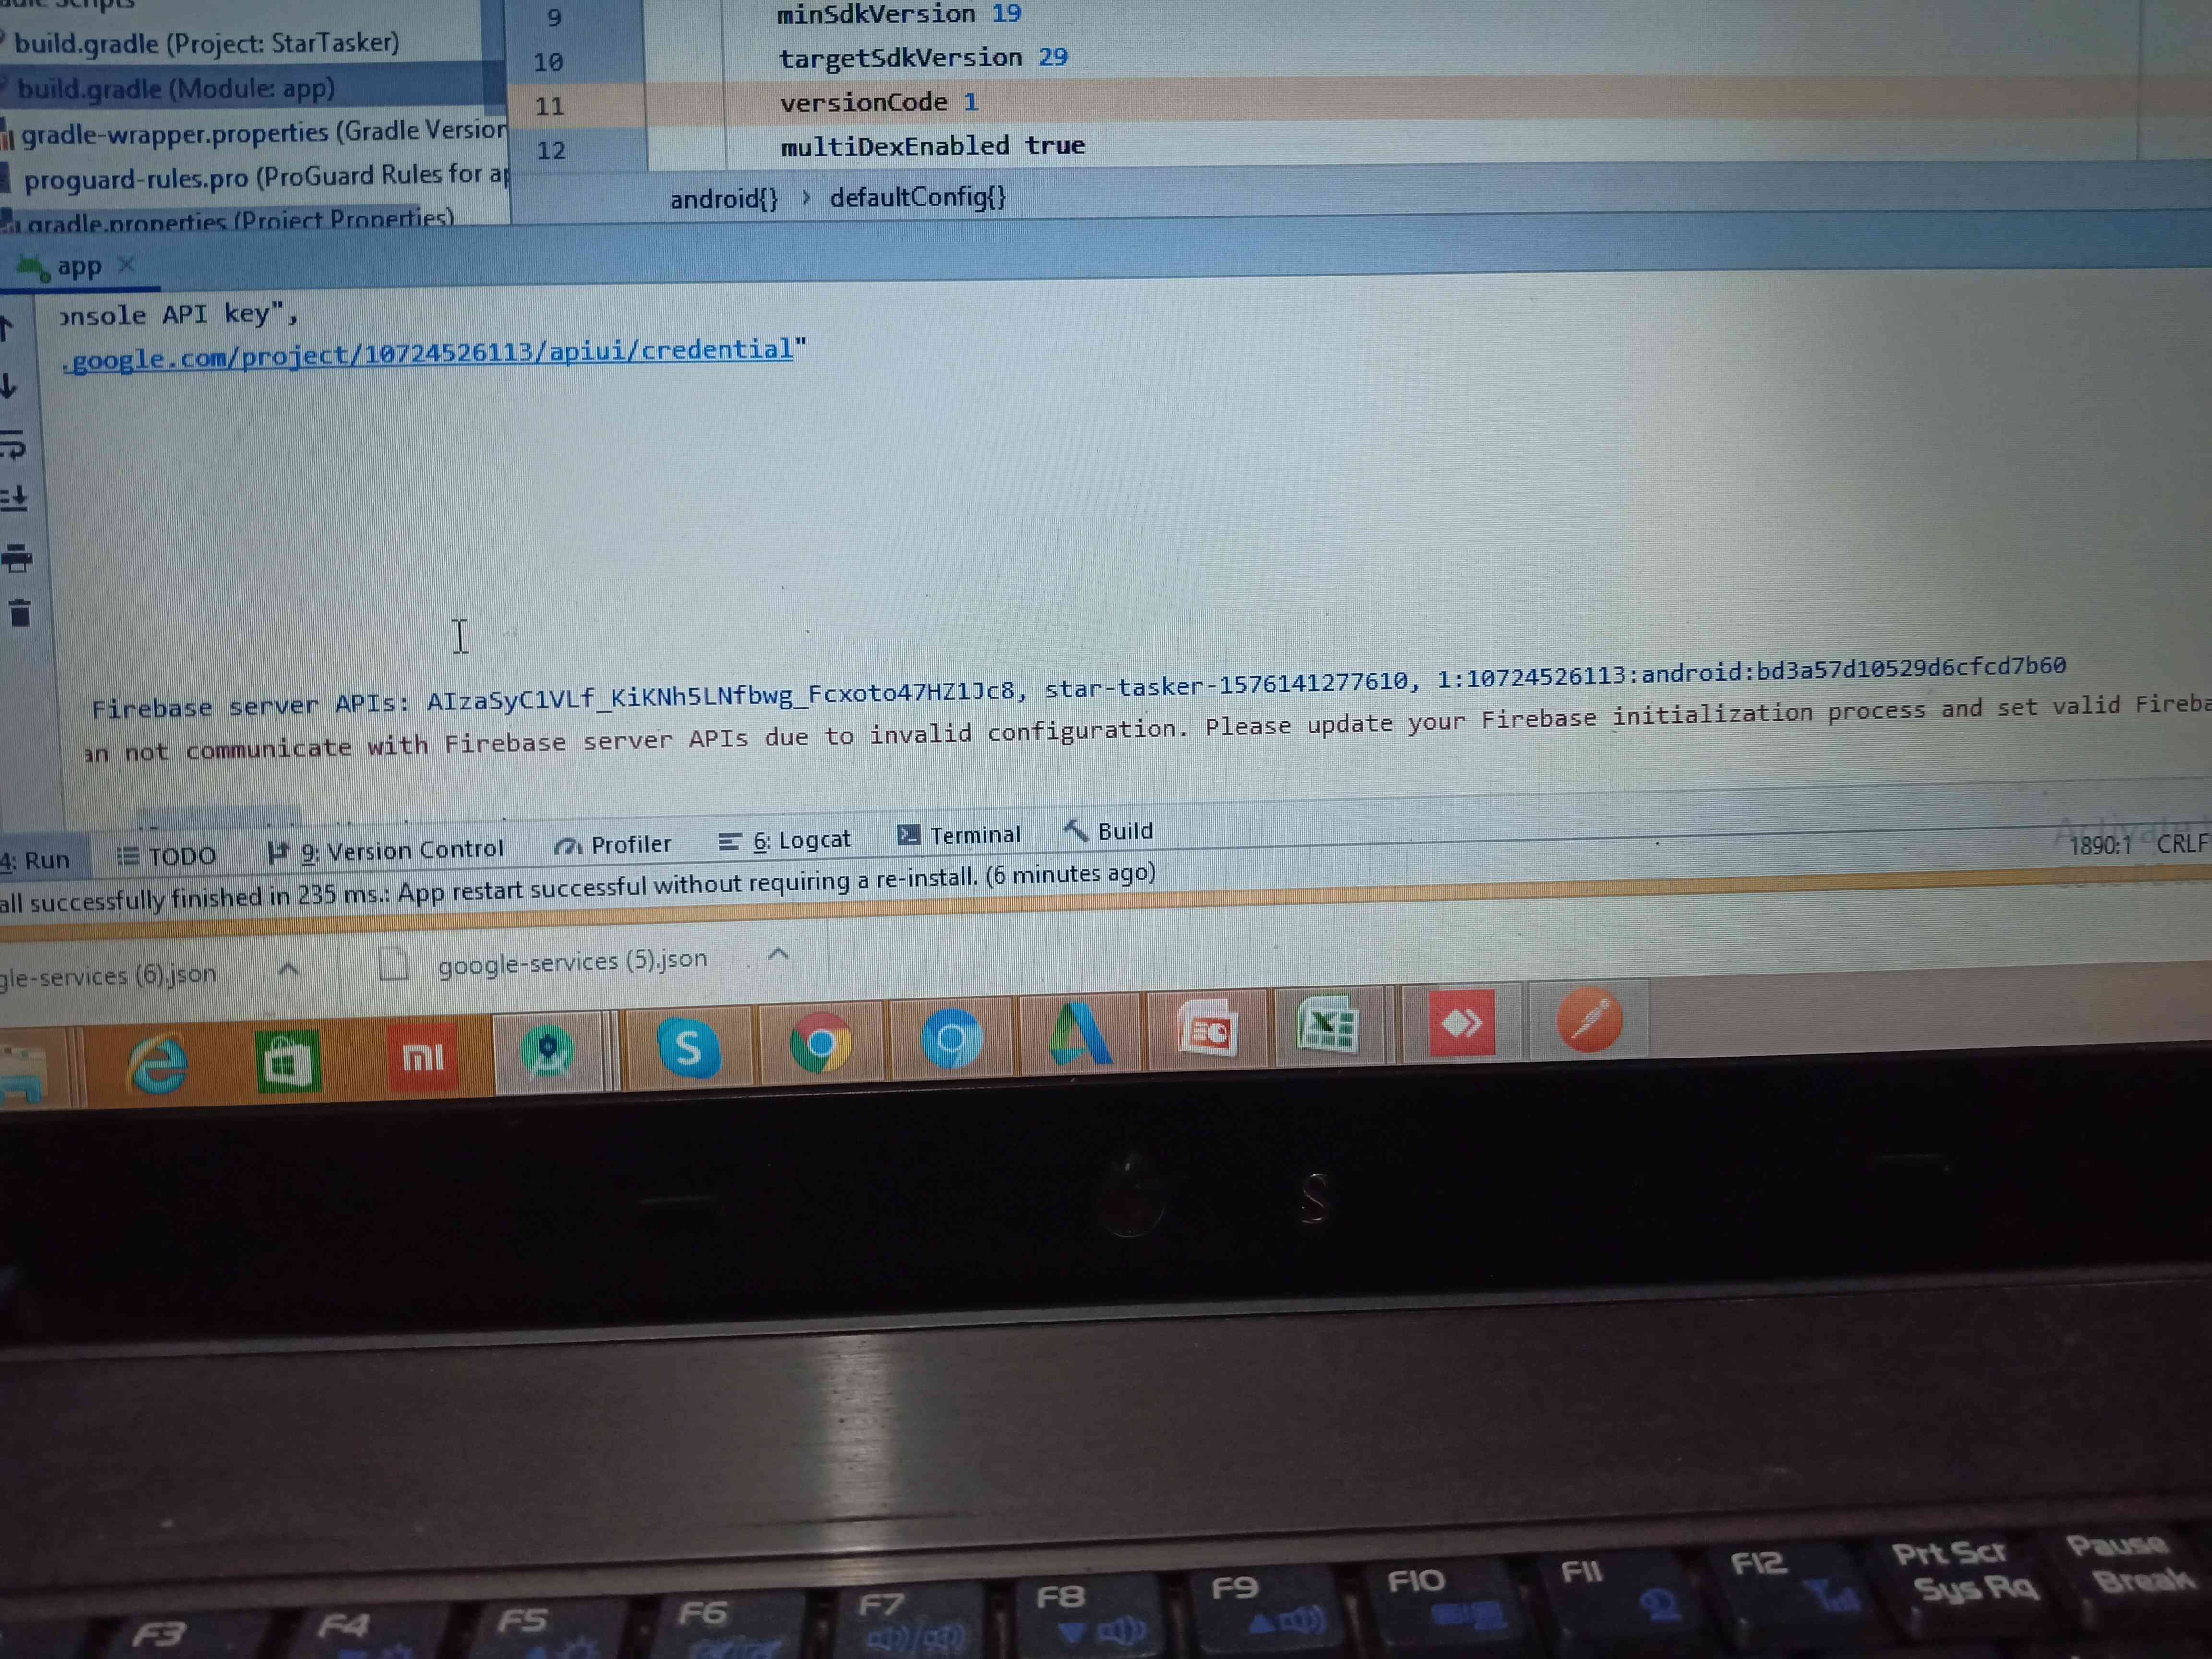 build.gradle (Project: StarTasker)
build.gradle (Module: app)
gradle-wrapper.properties (Gradle Version
proguard-rules.pro (ProGuard Rules for ap
gradle.properties (Project Properties)
9 minSdkVersion 19
10 targetSdkVersion 29
11 versionCode 1
12 multiDexEnabled true
android{} › defaultConfig{}
app
onsole API key",
.google.com/project/10724526113/apiui/credential"
Firebase server APIs: AIzaSyC1VLf_KiKNh5LNfbwg_Fcxoto47HZ1Jc8, star-tasker-1576141277610, 1:10724526113:android:bd3a57d10529d6cfcd7b60
an not communicate with Firebase server APIs due to invalid configuration. Please update your Firebase initialization process and set valid Fireba
4: Run TODO 9: Version Control Profiler 6: Logcat Terminal Build
1890:1 CRLF
all successfully finished in 235 ms.: App restart successful without requiring a re-install. (6 minutes ago)
gle-services (6).json google-services (5).json
F3 F4 F5 F6 F7 F8 F9 F10 F11 F12 Prt Scr Sys Rq Pause Break